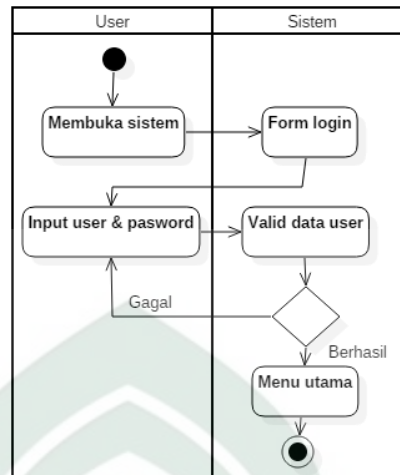 User
Sistem
Membuka sistem
Form login
Input user & pasword
Valid data user
Gagal
Berhasil
Menu utama